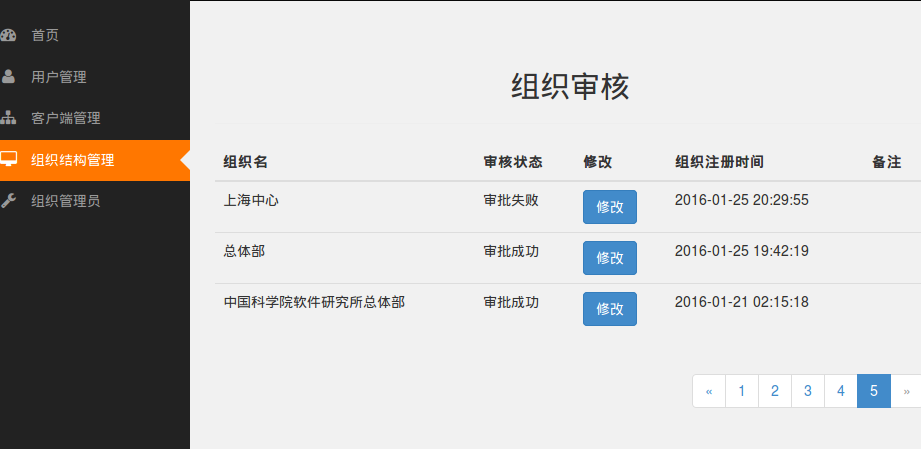 首页
用户管理
客户端管理
组织结构管理
组织管理员
组织审核
组织名 审核状态 修改 组织注册时间 备注
上海中心 审批失败 修改 2016-01-25 20:29:55
总体部 审批成功 修改 2016-01-25 19:42:19
中国科学院软件研究所总体部 审批成功 修改 2016-01-21 02:15:18
« 1 2 3 4 5 »